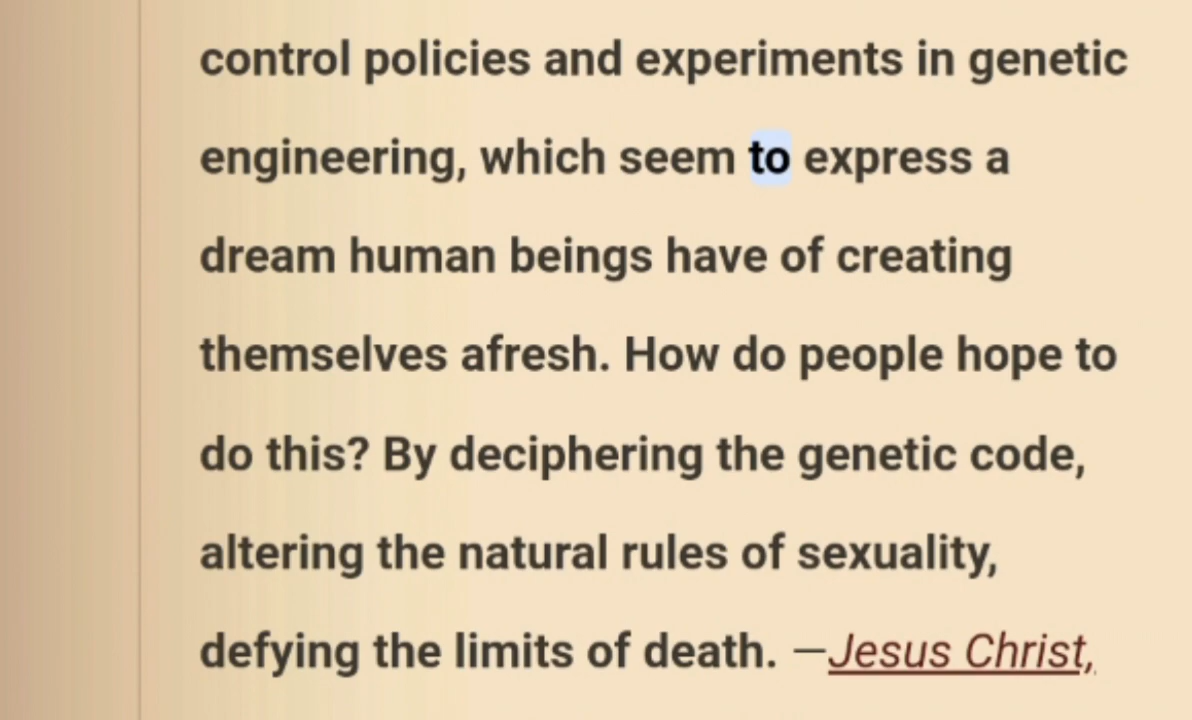 control policies and experiments in genetic
engineering, which seem to express a
dream human beings have of creating
themselves afresh. How do people hope to
do this? By deciphering the genetic code,
altering the natural rules of sexuality,
defying the limits of death. —Jesus Christ,